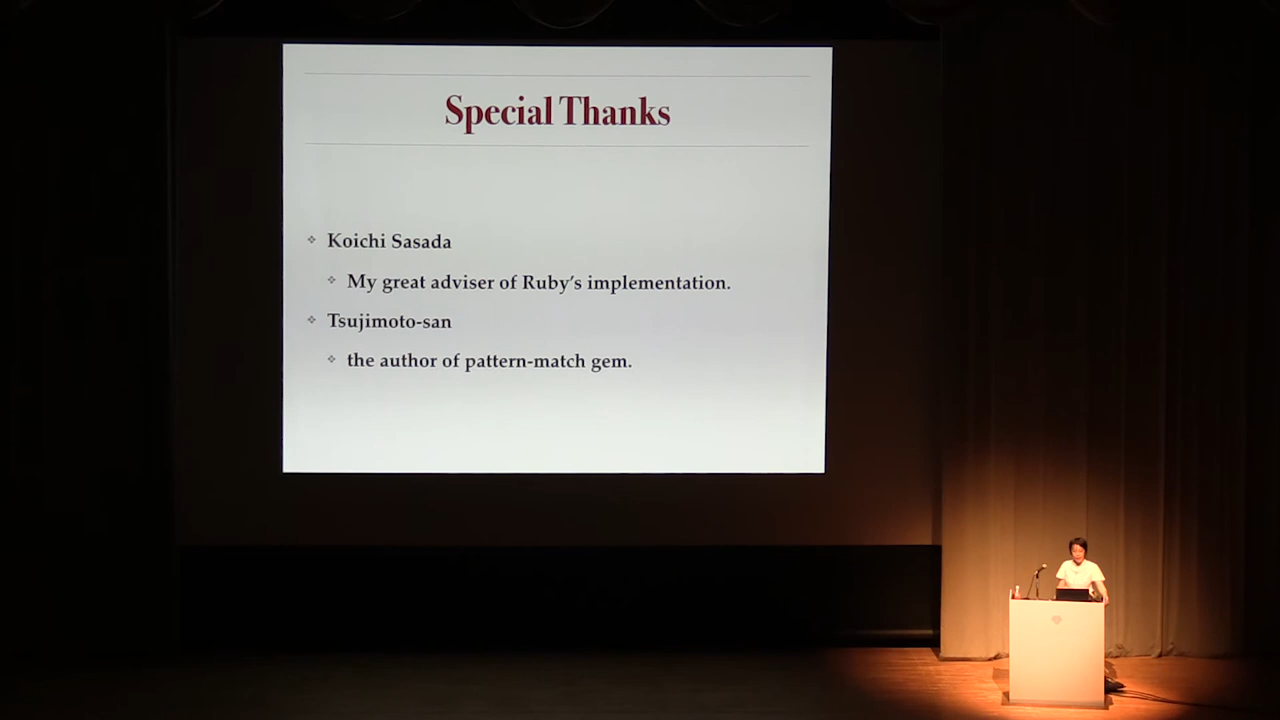 Special Thanks
Koichi Sasada
My great adviser of Ruby's implementation.
Tsujimoto-san
the author of pattern-match gem.